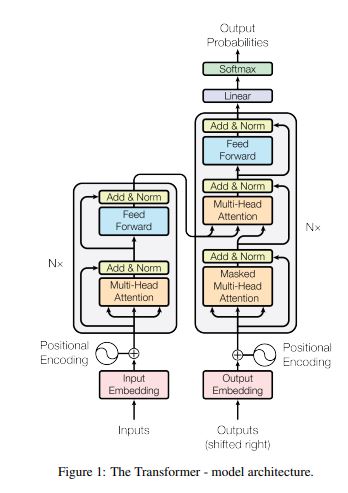 Output
Probabilities
Softmax
Linear
Add & Norm
Feed
Forward
Add & Norm
Multi-Head
Attention
Add & Norm
Masked
Multi-Head
Attention
N×
Add & Norm
Feed
Forward
Add & Norm
Multi-Head
Attention
N×
Positional
Encoding
Positional
Encoding
Input
Embedding
Output
Embedding
Inputs
Outputs
(shifted right)
Figure 1: The Transformer - model architecture.